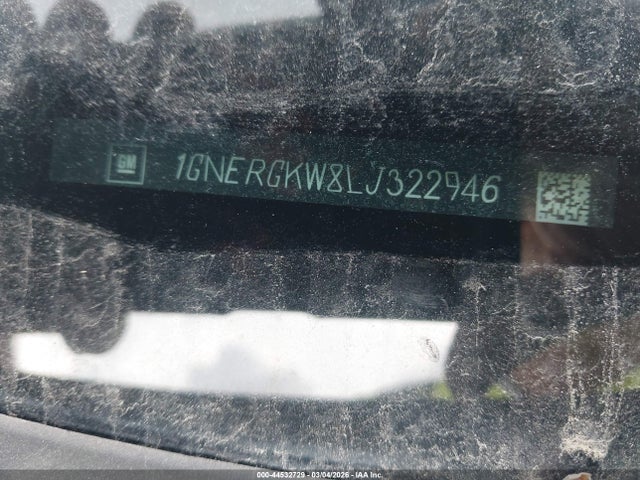 GM
1GNERGKW8LJ322946
000-44532729 - 03/04/2026 - IAA Inc.